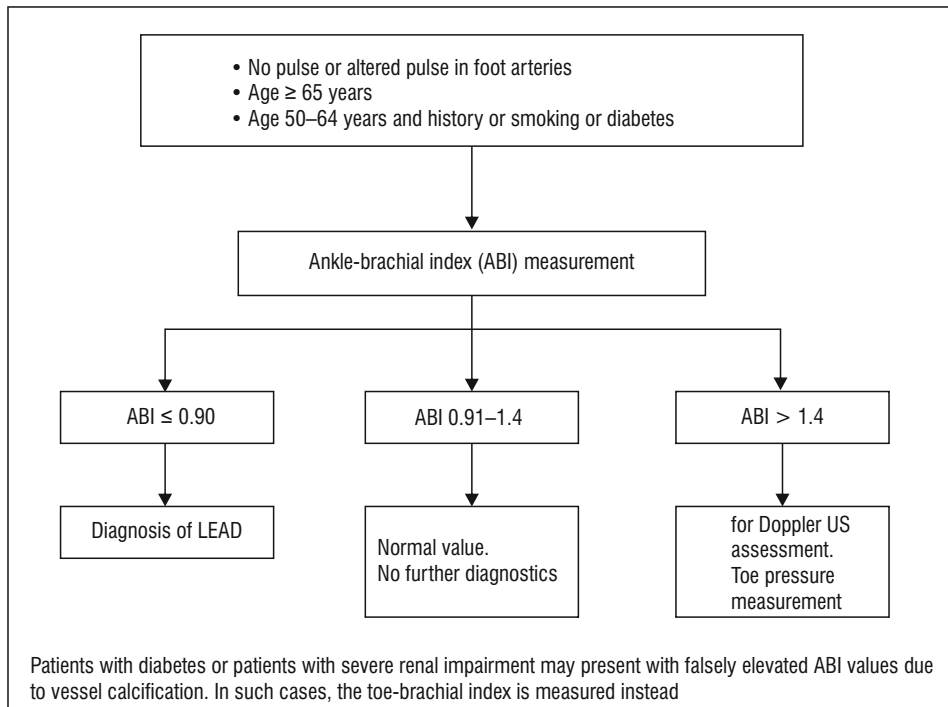 • No pulse or altered pulse in foot arteries
• Age ≥ 65 years
• Age 50–64 years and history or smoking or diabetes
Ankle-brachial index (ABI) measurement
ABI ≤ 0.90
ABI 0.91–1.4
ABI > 1.4
Diagnosis of LEAD
Normal value.
No further diagnostics
for Doppler US
assessment.
Toe pressure
measurement
Patients with diabetes or patients with severe renal impairment may present with falsely elevated ABI values due
to vessel calcification. In such cases, the toe-brachial index is measured instead